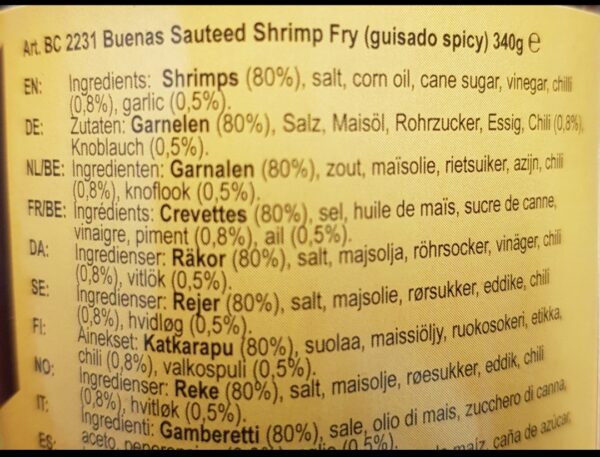 Art. BC 2231 Buenas Sauteed Shrimp Fry (guisado spicy) 340g e
EN: Ingredients: Shrimps (80%), salt, corn oil, cane sugar, vinegar, chilli
(0,8%), garlic (0,5%).
DE: Zutaten: Garnelen (80%), Salz, Maisöl, Rohrzucker, Essig, Chili (0,8%),
Knoblauch (0,5%).
NL/BE: Ingredienten: Garnalen (80%), zout, maïsolie, rietsuiker, azijn, chili
(0,8%), knoflook (0,5%).
FR/BE: Ingrédients: Crevettes (80%), sel, huile de maïs, sucre de canne,
vinaigre, piment (0,8%), ail (0,5%).
DA: Ingredienser: Räkor (80%), salt, majsolja, röhrsocker, vinäger, chili
(0,8%), vitlök (0,5%).
SE: Ingredienser: Rejer (80%), salt, majsolie, rørsukker, eddike, chili
(0,8%), hvidløg (0,5%).
FI: Ainekset: Katkarapu (80%), suolaa, maissiöljy, ruokosokeri, etikka,
chili (0,8%), valkospuli (0,5%).
NO: Ingredienser: Reke (80%), salt, maisolje, røesukker, eddik, chili
(0,8%), hvitløk (0,5%).
IT: Ingredienti: Gamberetti (80%), sale, olio di mais, zucchero di canna,
aceto, (0,5%).
ES: maíz, caña de azúcar,